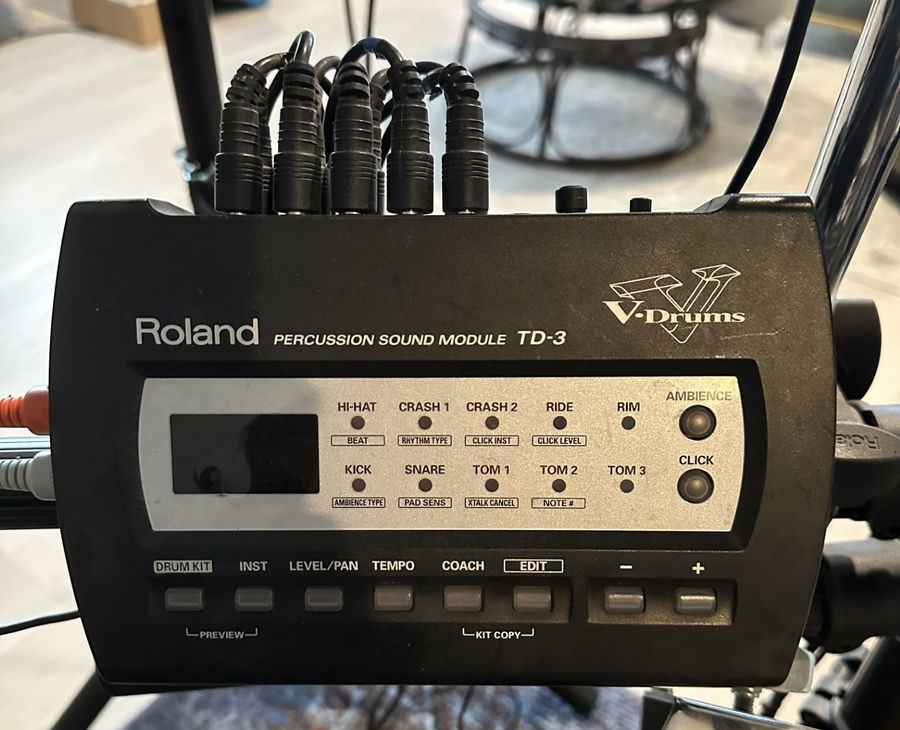 V-Drums
Roland PERCUSSION SOUND MODULE TD-3
AMBIENCE
HI-HAT CRASH 1 CRASH 2 RIDE RIM
BEAT RHYTHM TYPE CLICK INST CLICK LEVEL
CLICK
KICK SNARE TOM 1 TOM 2 TOM 3
AMBIENCE TYPE PAD SENS XTALK CANCEL NOTE #
DRUM KIT INST LEVEL/PAN TEMPO COACH EDIT − +
PREVIEW KIT COPY
Roland